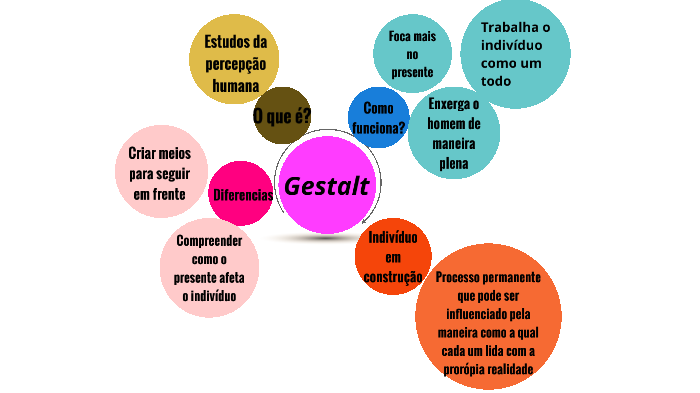 Estudos da
percepção
humana
O que é?
Foca mais
no
presente
Trabalha o
indivíduo
como um
todo
Como
funciona?
Enxerga o
homem de
maneira
plena
Criar meios
para seguir
em frente
Diferencias
Gestalt
Compreender
como o
presente afeta
o indivíduo
Indivíduo
em
construção
Processo permanente
que pode ser
influenciado pela
maneira como a qual
cada um lida com a
prorópia realidade